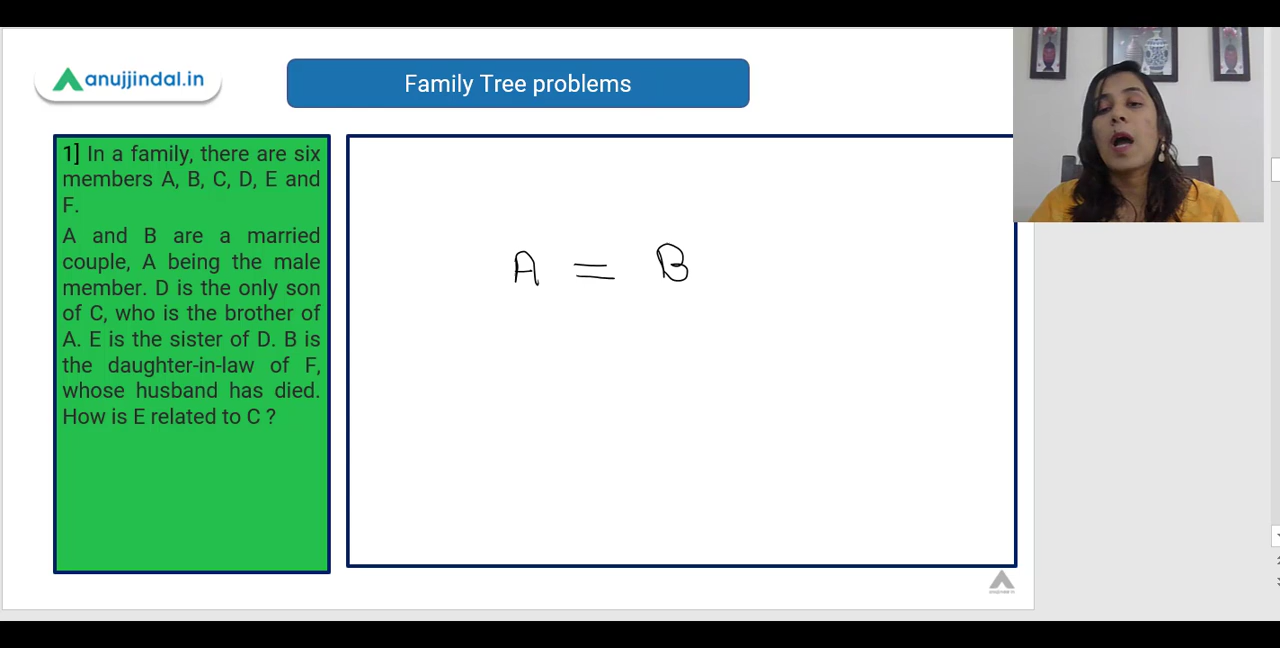 anujjindal.in
Family Tree problems
1] In a family, there are six
members A, B, C, D, E and
F.
A and B are a married
couple, A being the male
member. D is the only son
of C, who is the brother of
A. E is the sister of D. B is
the daughter-in-law of F,
whose husband has died.
How is E related to C ?
A = B